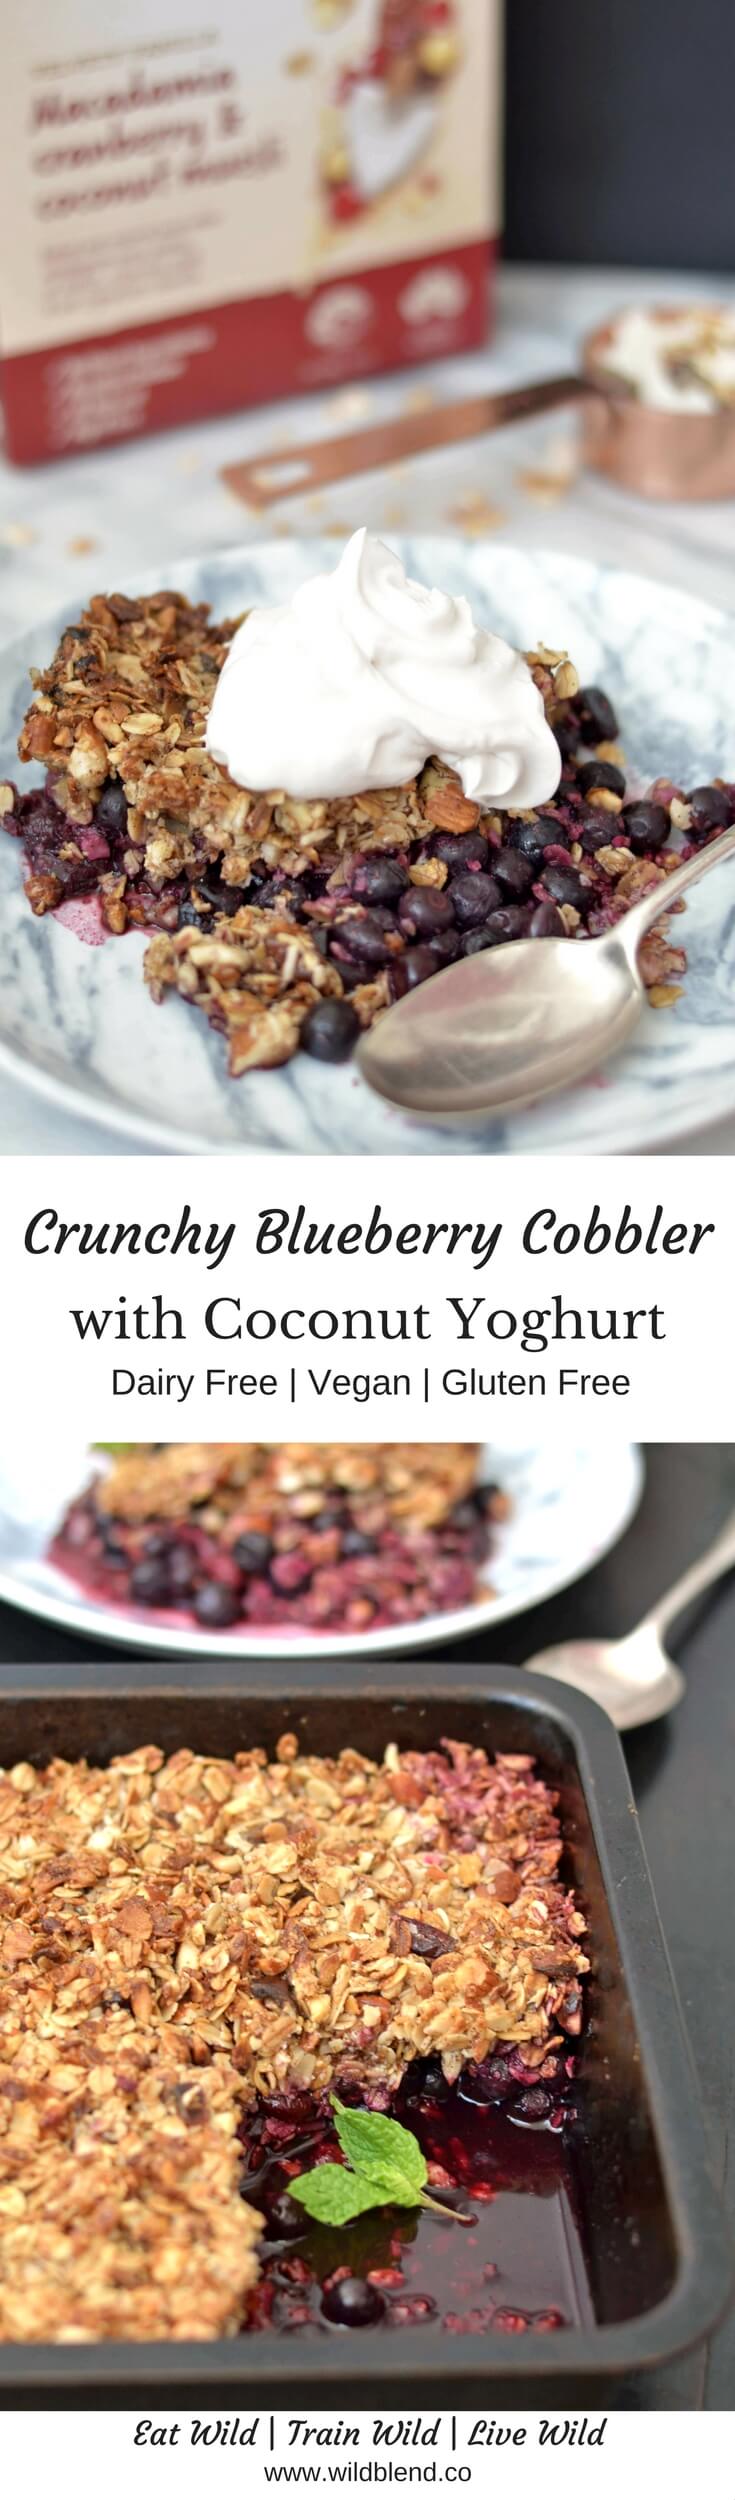 Macadamia
cranberry &
coconut muesli
Crunchy Blueberry Cobbler
with Coconut Yoghurt
Dairy Free | Vegan | Gluten Free
Eat Wild | Train Wild | Live Wild
www.wildblend.co